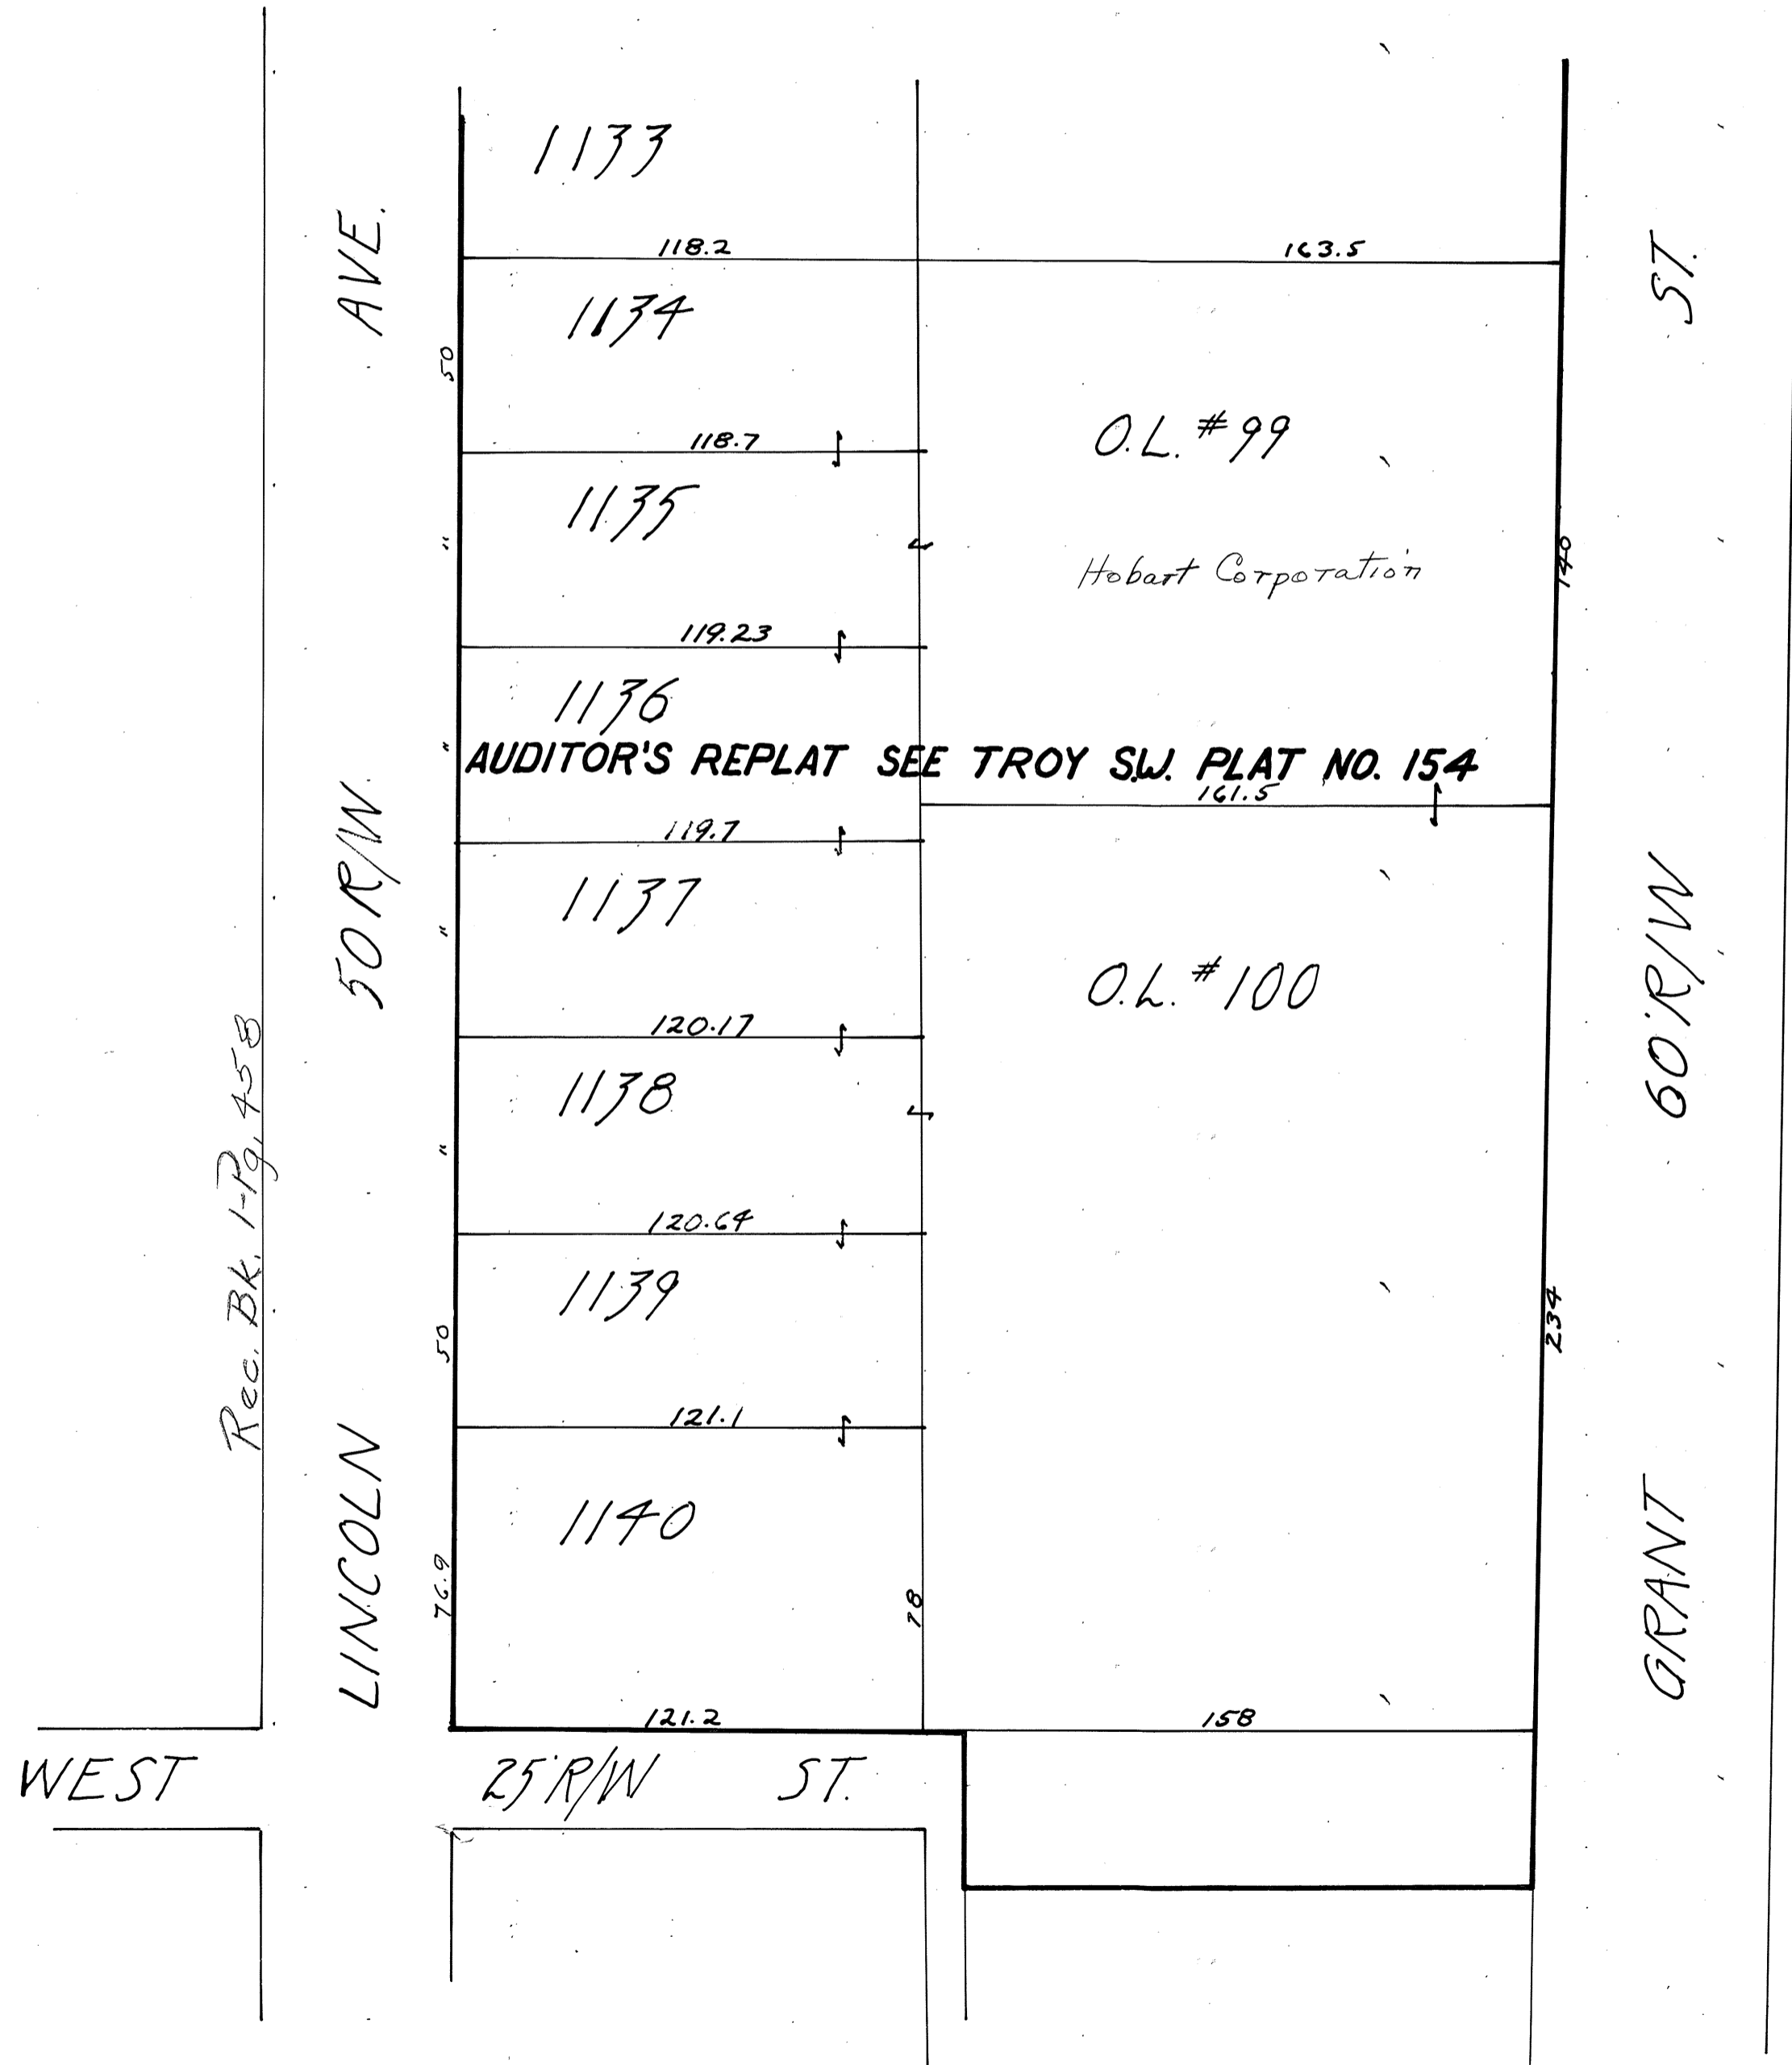 1133
118.2
163.5
AVE.
ST.
1134
50
118.7
O.L. #99
1135
"
Hobart Corporation
140
119.23
1136
"
AUDITOR'S REPLAT SEE TROY S.W. PLAT NO. 154
161.5
119.7
50 R/W.
1137
"
60' R/W
O.L. #100
120.17
Rec. Bk. 1-Pg. 458
1138
"
120.64
1139
50
234
121.1
LINCOLN
1140
GRANT
76.9
78
121.2
158
WEST 25' R/W ST.